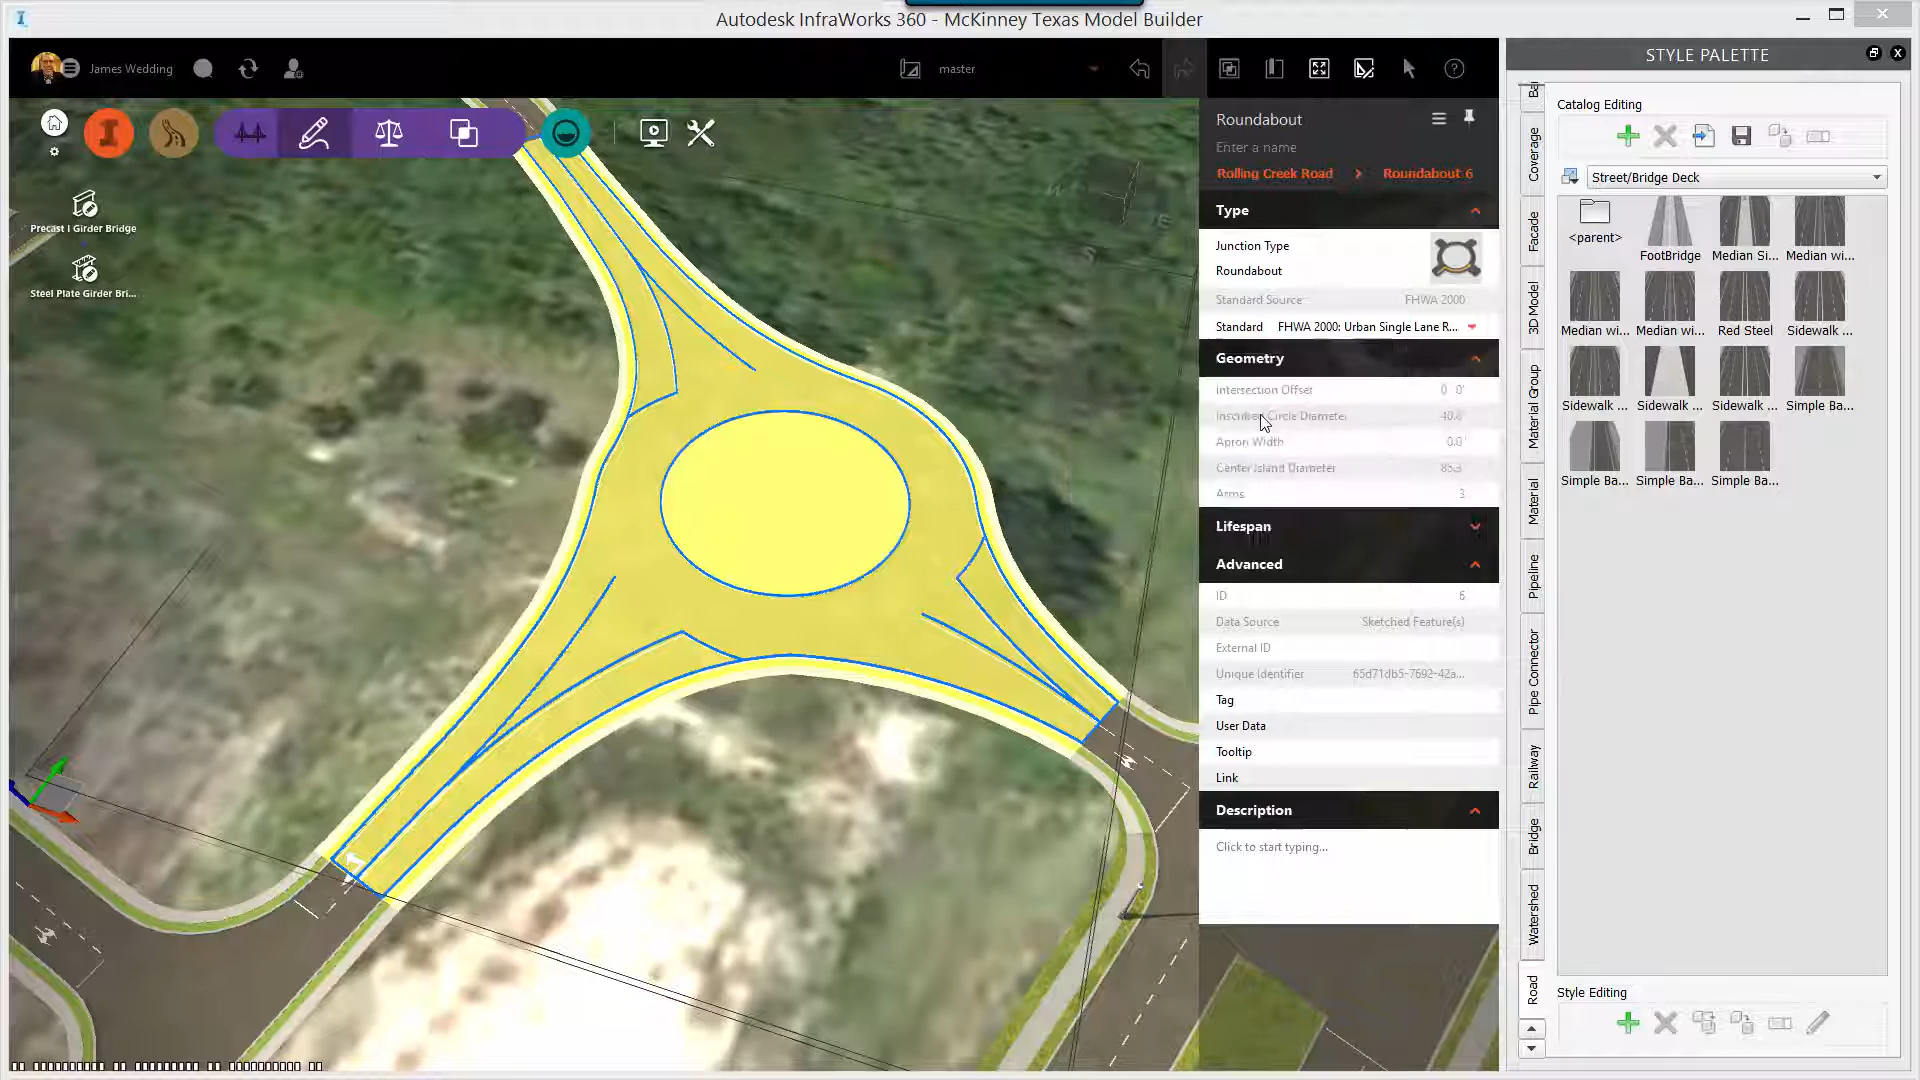 Autodesk InfraWorks 360 - McKinney Texas Model Builder
James Wedding
master
Precast I Girder Bridge
Steel Plate Girder Bri...
Roundabout
Enter a name
Rolling Creek Road > Roundabout 6
Type
Junction Type
Roundabout
Standard Source FHWA 2000
Standard FHWA 2000: Urban Single Lane R...
Geometry
Intersection Offset 0 0'
Circle Diameter
Apron Width 0.0'
Center Island Diameter
Arms 3
Lifespan
Advanced
ID 6
Data Source Sketched Feature(s)
External ID
Unique Identifier 65d71db5-7692-42a...
Tag
User Data
Tooltip
Link
Description
Click to start typing...
STYLE PALETTE
Coverage
Facade
3D Model
Material Group
Material
Pipeline
Pipe Connector
Railway
Bridge
Watershed
Road
Catalog Editing
Street/Bridge Deck
<parent>
FootBridge
Median Si...
Median wi...
Median wi...
Median wi...
Red Steel
Sidewalk ...
Sidewalk ...
Sidewalk ...
Sidewalk ...
Simple Ba...
Simple Ba...
Simple Ba...
Simple Ba...
Style Editing